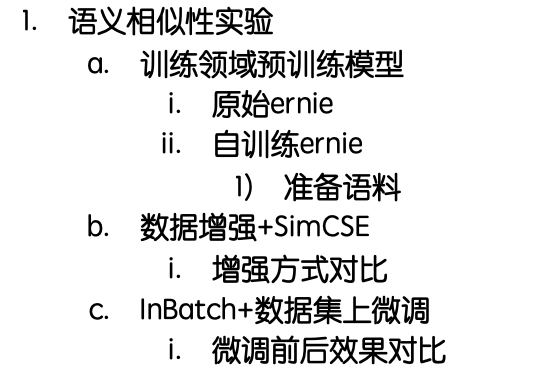 1. 语义相似性实验
a. 训练领域预训练模型
i. 原始ernie
ii. 自训练ernie
1) 准备语料
b. 数据增强+SimCSE
i. 增强方式对比
c. InBatch+数据集上微调
i. 微调前后效果对比